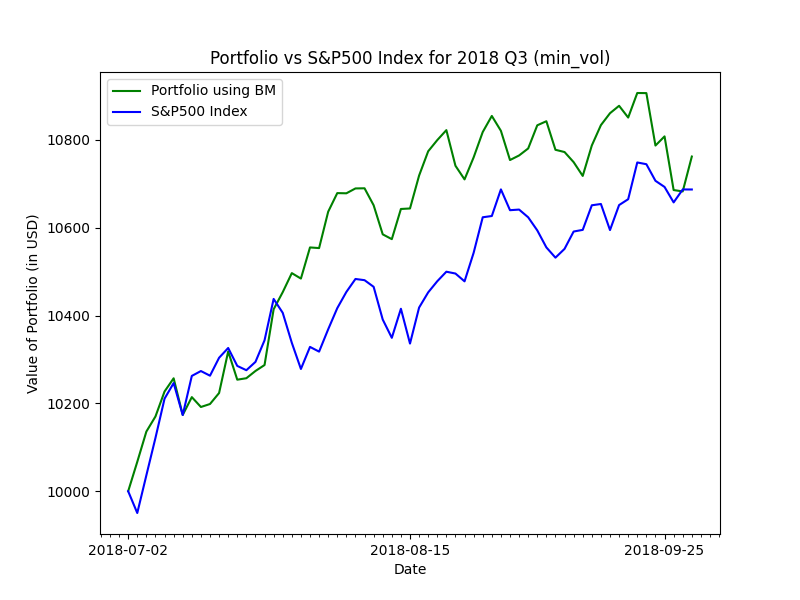 Portfolio vs S&P500 Index for 2018 Q3 (min_vol)
Portfolio using BM
S&P500 Index
Value of Portfolio (in USD)
10800
10600
10400
10200
10000
2018-07-02 2018-08-15 2018-09-25
Date